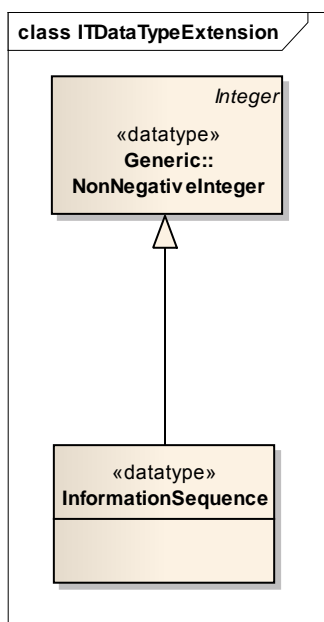 class ITDataTypeExtension
Integer
«datatype»
Generic::
NonNegativeInteger
«datatype»
InformationSequence